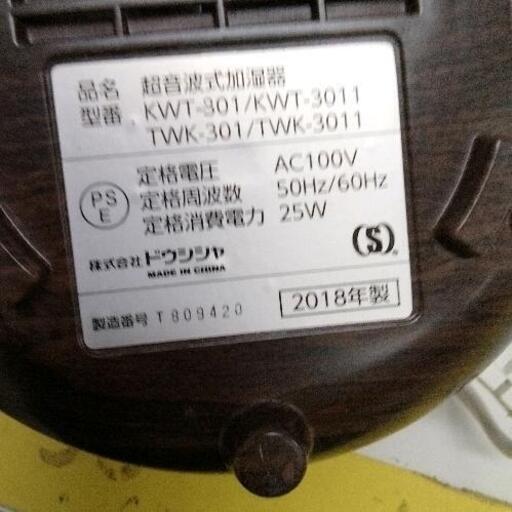 品名 超音波式加湿器
型番 KWT-301/KWT-3011
TWK-301/TWK-3011
PS
E
定格電圧 AC100V
定格周波数 50Hz/60Hz
定格消費電力 25W
(S)
株式会社 ドウシシャ
MADE IN CHINA
製造番号 T809420
2018年製